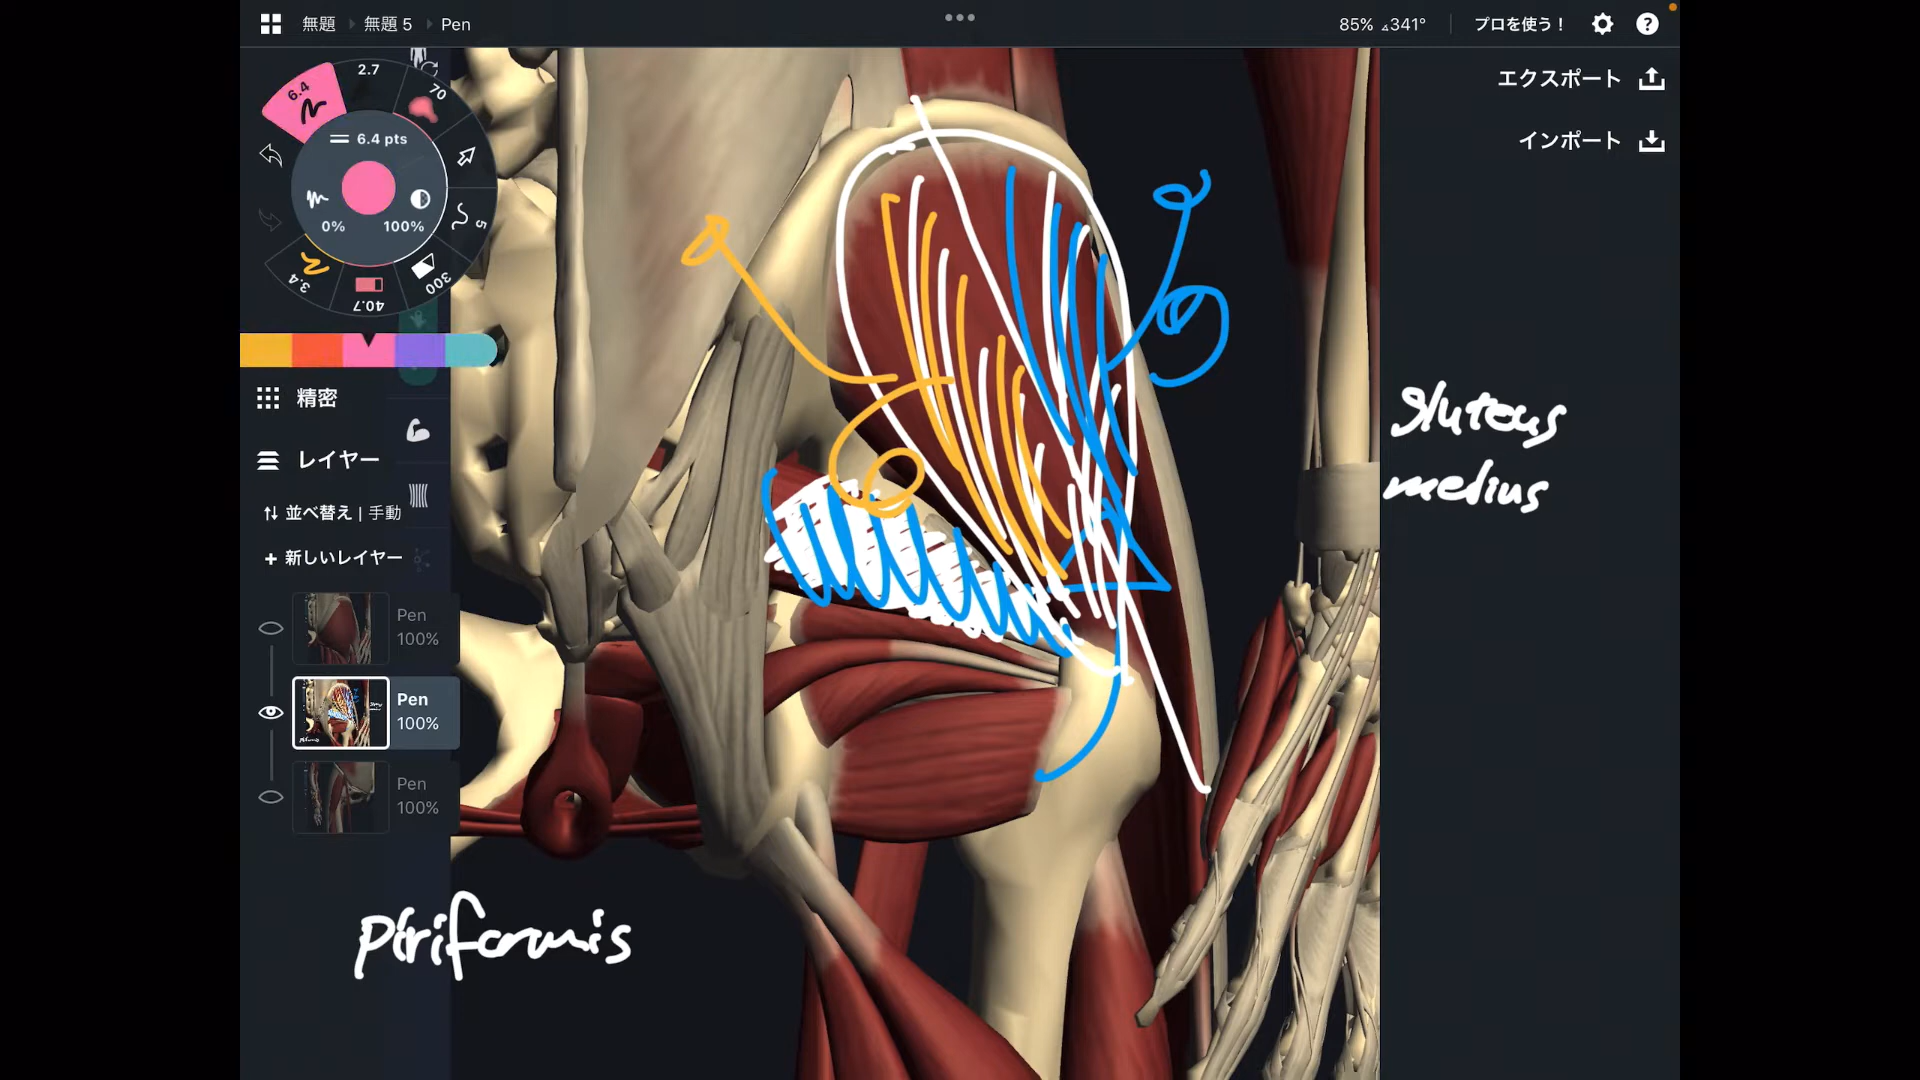 無題 無題 5 Pen
85% ⊿341°
プロを使う！
エクスポート
インポート
2.7
6.4
70
6.4 pts
0%
100%
5
300
40.7
3.4
精密
レイヤー
並べ替え | 手動
+ 新しいレイヤー
Pen
100%
Pen
100%
Pen
100%
gluteus
medius
piriformis